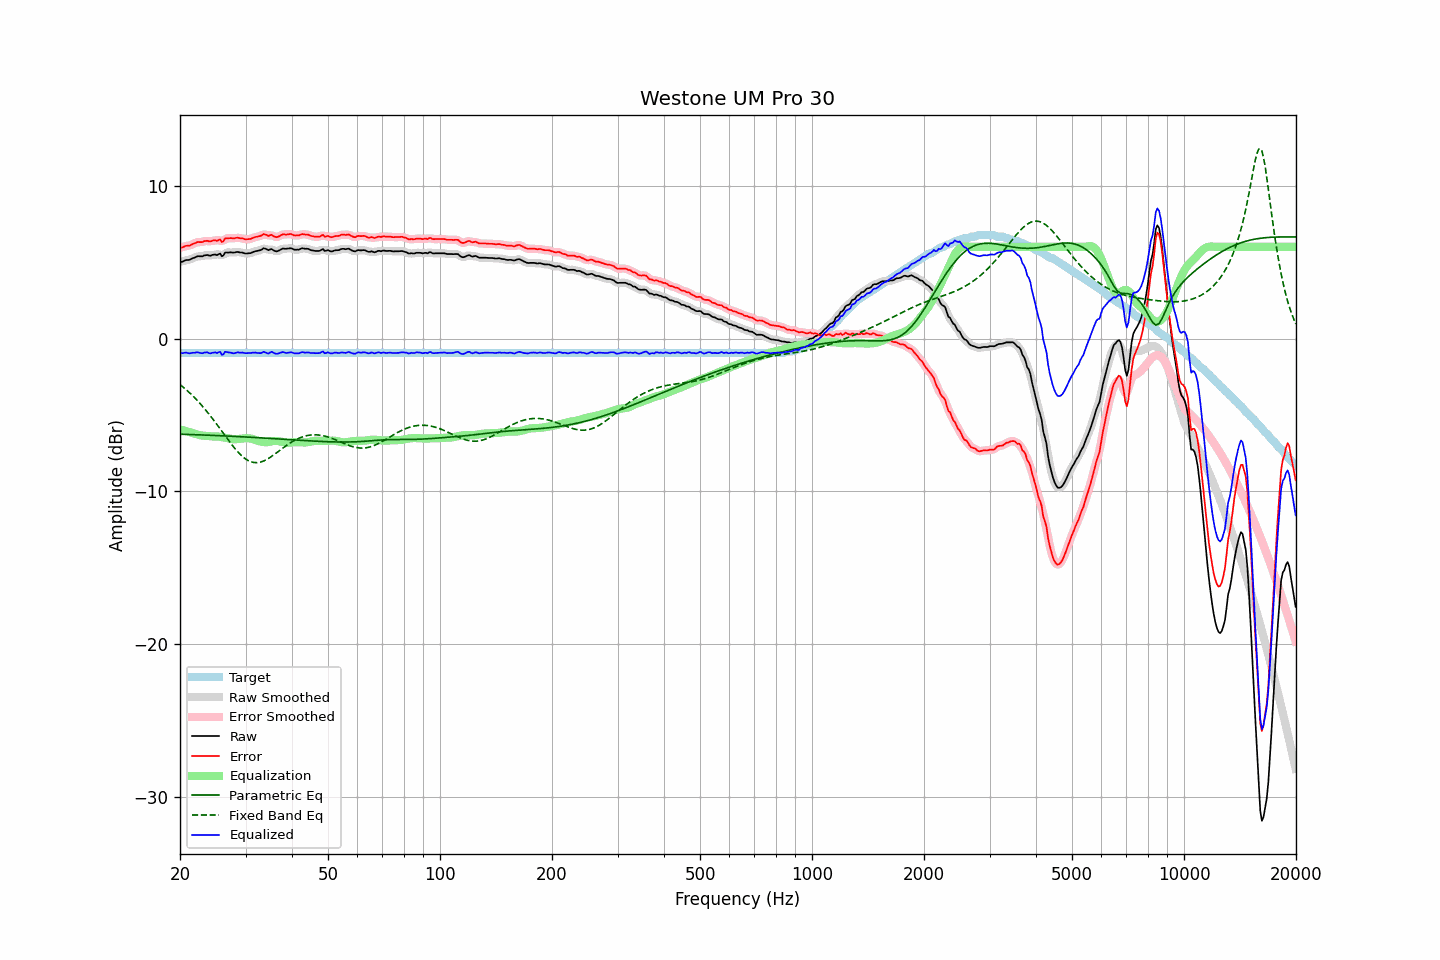 Westone UM Pro 30
Amplitude (dBr)
10
0
−10
−20
−30
Target
Raw Smoothed
Error Smoothed
Raw
Error
Equalization
Parametric Eq
Fixed Band Eq
Equalized
20 50 100 200 500 1000 2000 5000 10000 20000
Frequency (Hz)